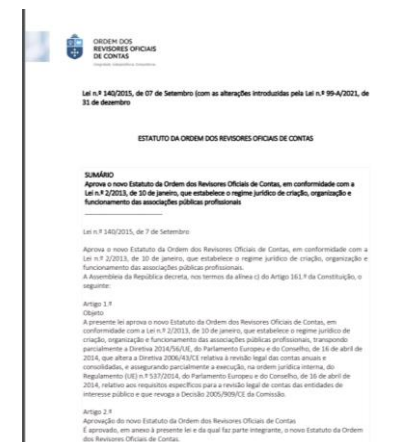 ORDEM DOS
REVISORES OFICIAIS
DE CONTAS
Lei n.º 140/2015, de 07 de Setembro (com as alterações introduzidas pela Lei n.º 99-A/2021, de
31 de dezembro
ESTATUTO DA ORDEM DOS REVISORES OFICIAIS DE CONTAS
SUMÁRIO
Aprova o novo Estatuto da Ordem dos Revisores Oficiais de Contas, em conformidade com a
Lei n.º 2/2013, de 10 de janeiro, que estabelece o regime jurídico de criação, organização e
funcionamento das associações públicas profissionais
Lei n.º 140/2015, de 7 de Setembro
Aprova o novo Estatuto da Ordem dos Revisores Oficiais de Contas, em conformidade com a
Lei n.º 2/2013, de 10 de janeiro, que estabelece o regime jurídico de criação, organização e
funcionamento das associações públicas profissionais.
A Assembleia da República decreta, nos termos da alínea c) do Artigo 161.º da Constituição, o
seguinte:
Artigo 1.º
Objeto
A presente lei aprova o novo Estatuto da Ordem dos Revisores Oficiais de Contas, em
conformidade com a Lei n.º 2/2013, de 10 de janeiro, que estabelece o regime jurídico de
criação, organização e funcionamento das associações públicas profissionais, transpondo
parcialmente a Diretiva 2014/56/UE, do Parlamento Europeu e do Conselho, de 16 de abril de
2014, que altera a Diretiva 2006/43/CE relativa à revisão legal das contas anuais e
consolidadas, e assegurando parcialmente a execução, na ordem jurídica interna, do
Regulamento (UE) n.º 537/2014, do Parlamento Europeu e do Conselho, de 16 de abril de
2014, relativo aos requisitos específicos para a revisão legal de contas das entidades de
interesse público e que revoga a Decisão 2005/909/CE da Comissão.
Artigo 2.º
Aprovação do novo Estatuto da Ordem dos Revisores Oficiais de Contas
É aprovado, em anexo à presente lei e da qual faz parte integrante, o novo Estatuto da Ordem
dos Revisores Oficiais de Contas.